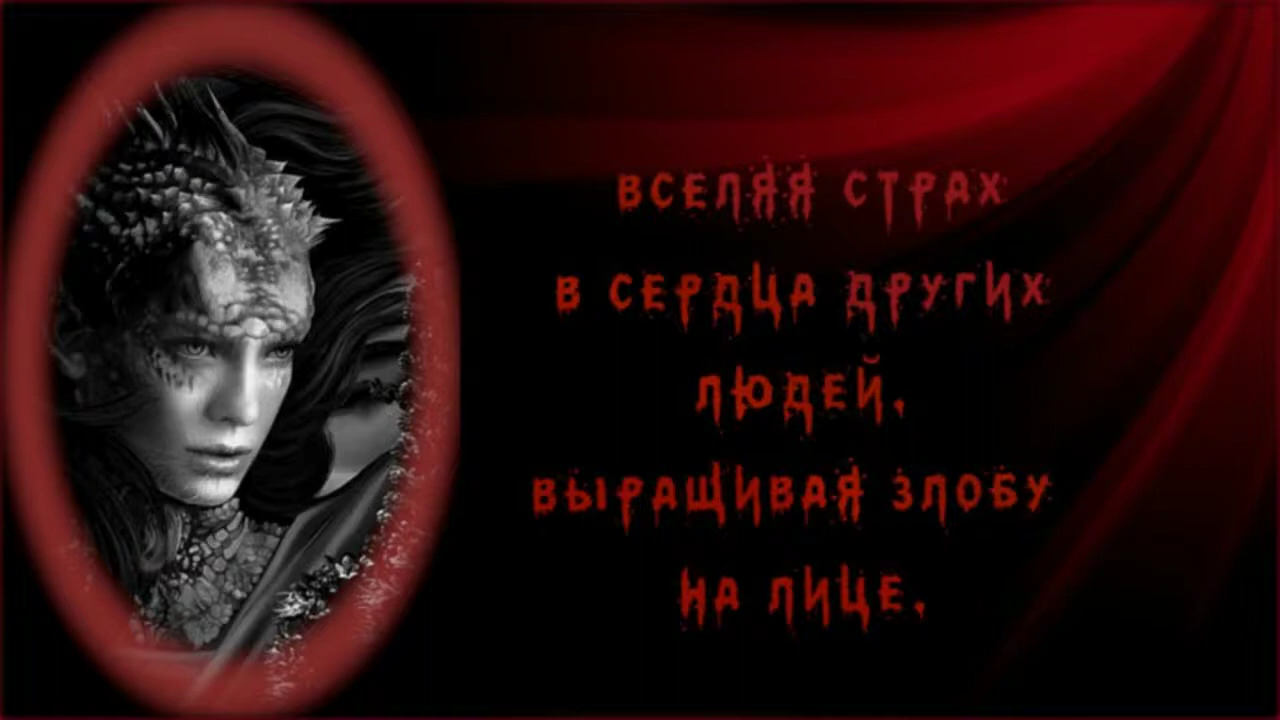 ВСЕЛЯЯ СТРАХ
В СЕРДЦА ДРУГИХ
ЛЮДЕЙ,
ВЫРАЩИВАЯ ЗЛОБУ
НА ЛИЦЕ,